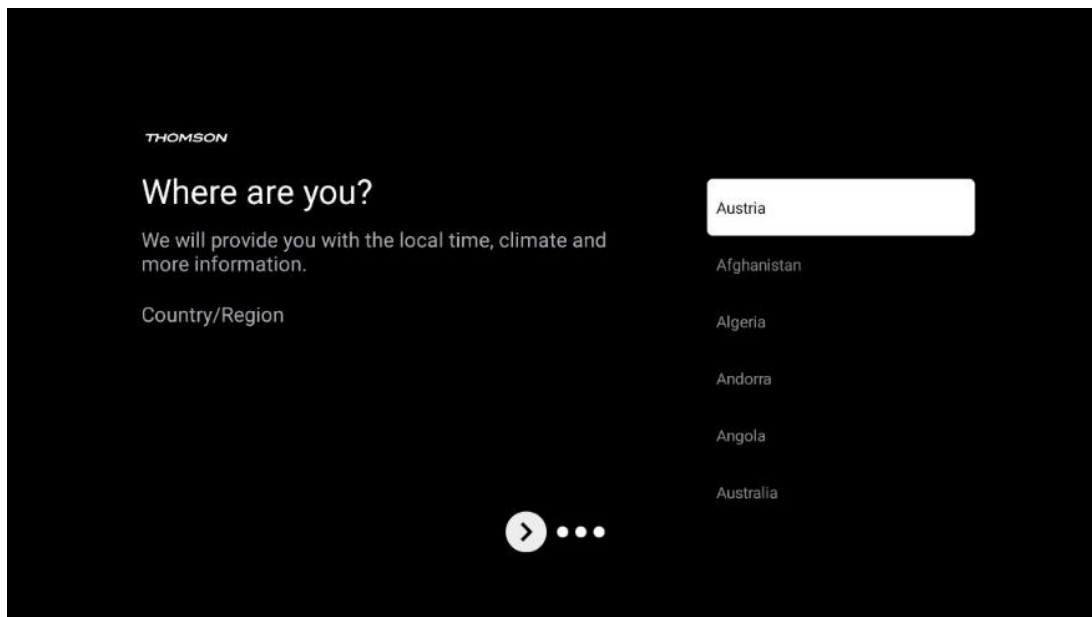 THOMSON
Where are you?
We will provide you with the local time, climate and
more information.
Country/Region
Austria
Afghanistan
Algeria
Andorra
Angola
Australia